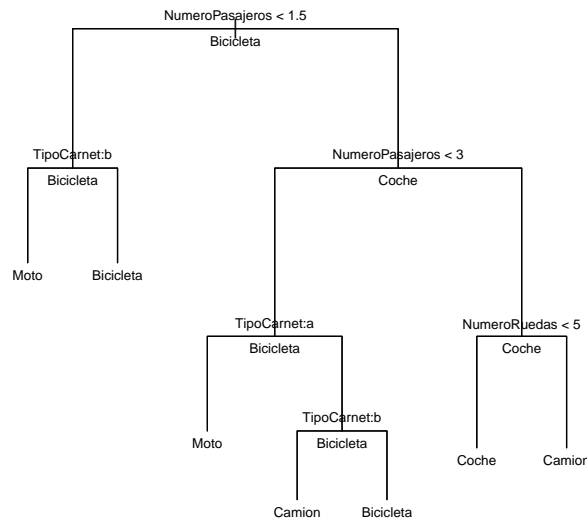 NumeroPasajeros < 1.5
Bicicleta
TipoCarnet:b
Bicicleta
NumeroPasajeros < 3
Coche
Moto
Bicicleta
TipoCarnet:a
Bicicleta
NumeroRuedas < 5
Coche
Moto
TipoCarnet:b
Bicicleta
Coche
Camion
Camion
Bicicleta